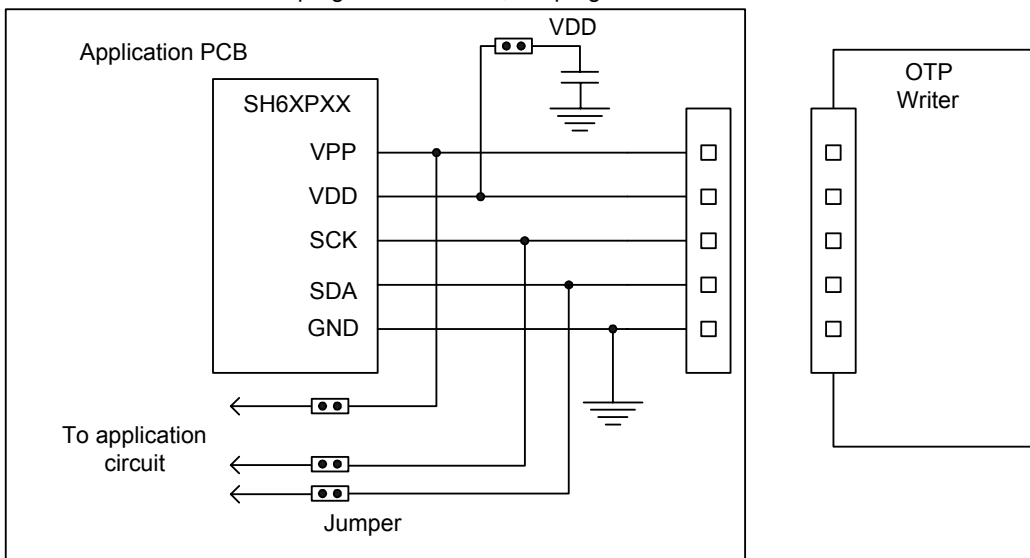 Application PCB
VDD
SH6XPXX
VPP
VDD
SCK
SDA
GND
To application
circuit
Jumper
OTP
Writer